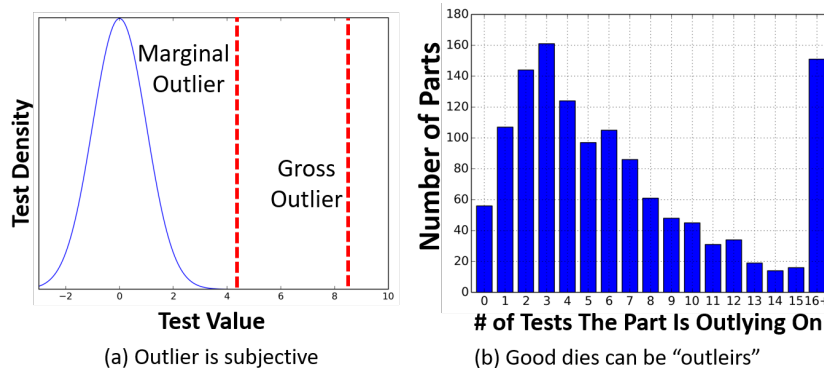 Test Density
Marginal
Outlier
Gross
Outlier
−2 0 2 4 6 8 10
Test Value
(a) Outlier is subjective
Number of Parts
180
160
140
120
100
80
60
40
20
0
0 1 2 3 4 5 6 7 8 9 10 11 12 13 14 15 16+
# of Tests The Part Is Outlying On
(b) Good dies can be “outleirs”